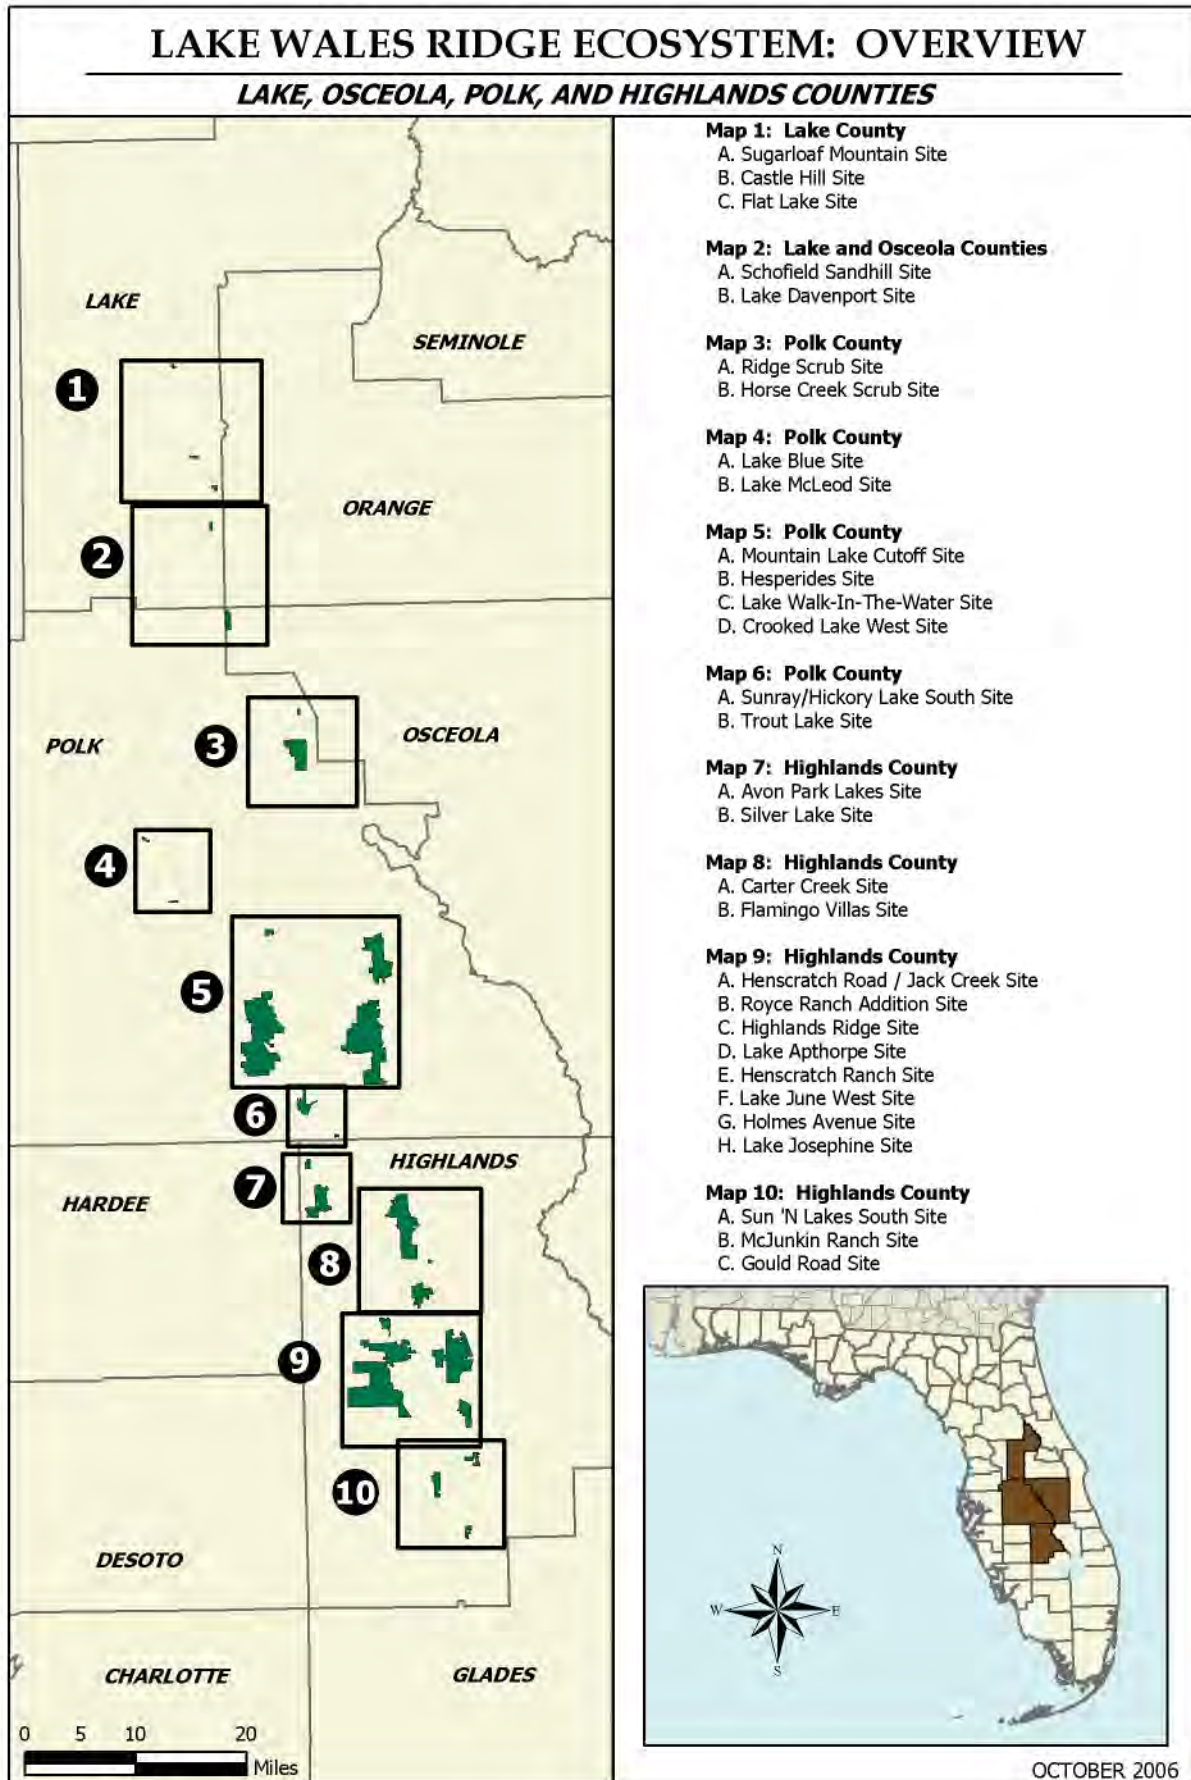 LAKE WALES RIDGE ECOSYSTEM: OVERVIEW
LAKE, OSCEOLA, POLK, AND HIGHLANDS COUNTIES
LAKE
SEMINOLE
1
ORANGE
2
POLK
3
OSCEOLA
4
5
6
HIGHLANDS
7
HARDEE
8
9
10
DESOTO
CHARLOTTE
GLADES
0 5 10 20
Miles
Map 1: Lake County
A. Sugarloaf Mountain Site
B. Castle Hill Site
C. Flat Lake Site
Map 2: Lake and Osceola Counties
A. Schofield Sandhill Site
B. Lake Davenport Site
Map 3: Polk County
A. Ridge Scrub Site
B. Horse Creek Scrub Site
Map 4: Polk County
A. Lake Blue Site
B. Lake McLeod Site
Map 5: Polk County
A. Mountain Lake Cutoff Site
B. Hesperides Site
C. Lake Walk-In-The-Water Site
D. Crooked Lake West Site
Map 6: Polk County
A. Sunray/Hickory Lake South Site
B. Trout Lake Site
Map 7: Highlands County
A. Avon Park Lakes Site
B. Silver Lake Site
Map 8: Highlands County
A. Carter Creek Site
B. Flamingo Villas Site
Map 9: Highlands County
A. Henscratch Road / Jack Creek Site
B. Royce Ranch Addition Site
C. Highlands Ridge Site
D. Lake Apthorpe Site
E. Henscratch Ranch Site
F. Lake June West Site
G. Holmes Avenue Site
H. Lake Josephine Site
Map 10: Highlands County
A. Sun 'N Lakes South Site
B. McJunkin Ranch Site
C. Gould Road Site
N
W E
S
OCTOBER 2006